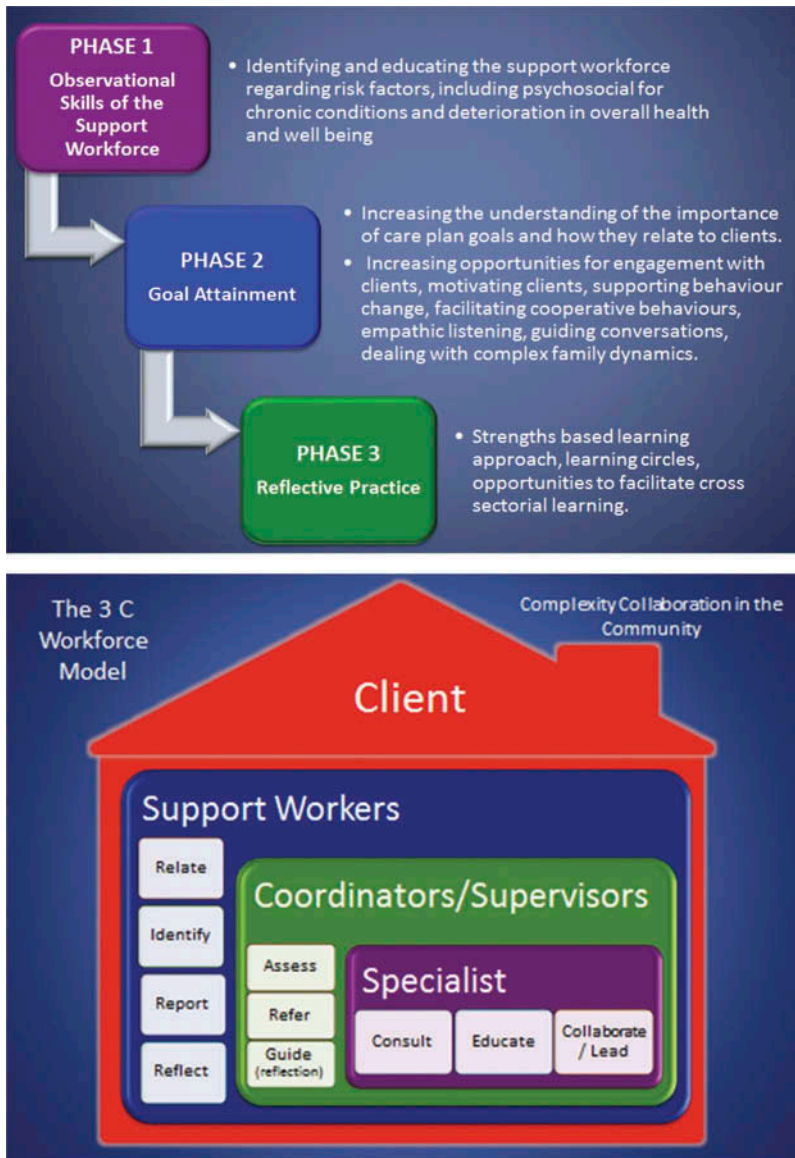 PHASE 1
Observational
Skills of the
Support
Workforce
• Identifying and educating the support workforce
regarding risk factors, including psychosocial for
chronic conditions and deterioration in overall health
and well being
PHASE 2
Goal Attainment
• Increasing the understanding of the importance
of care plan goals and how they relate to clients.
• Increasing opportunities for engagement with
clients, motivating clients, supporting behaviour
change, facilitating cooperative behaviours,
empathic listening, guiding conversations,
dealing with complex family dynamics.
PHASE 3
Reflective Practice
• Strengths based learning
approach, learning circles,
opportunities to facilitate cross
sectorial learning.
The 3 C
Workforce
Model
Complexity Collaboration in the
Community
Client
Support Workers
Relate
Identify
Report
Reflect
Coordinators/Supervisors
Assess
Refer
Guide
(reflection)
Specialist
Consult
Educate
Collaborate
/ Lead